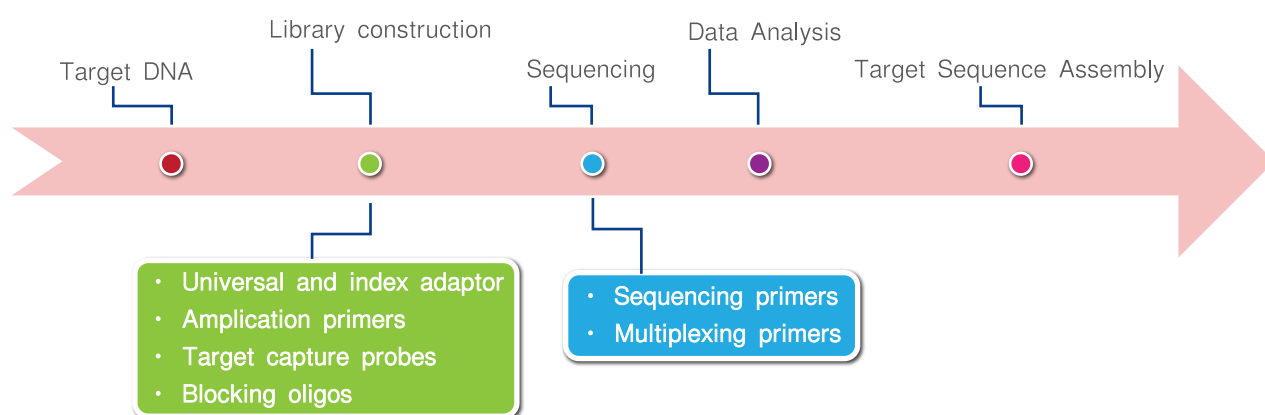 Target DNA
Library construction
Sequencing
Data Analysis
Target Sequence Assembly
· Universal and index adaptor
· Amplication primers
· Target capture probes
· Blocking oligos
· Sequencing primers
· Multiplexing primers